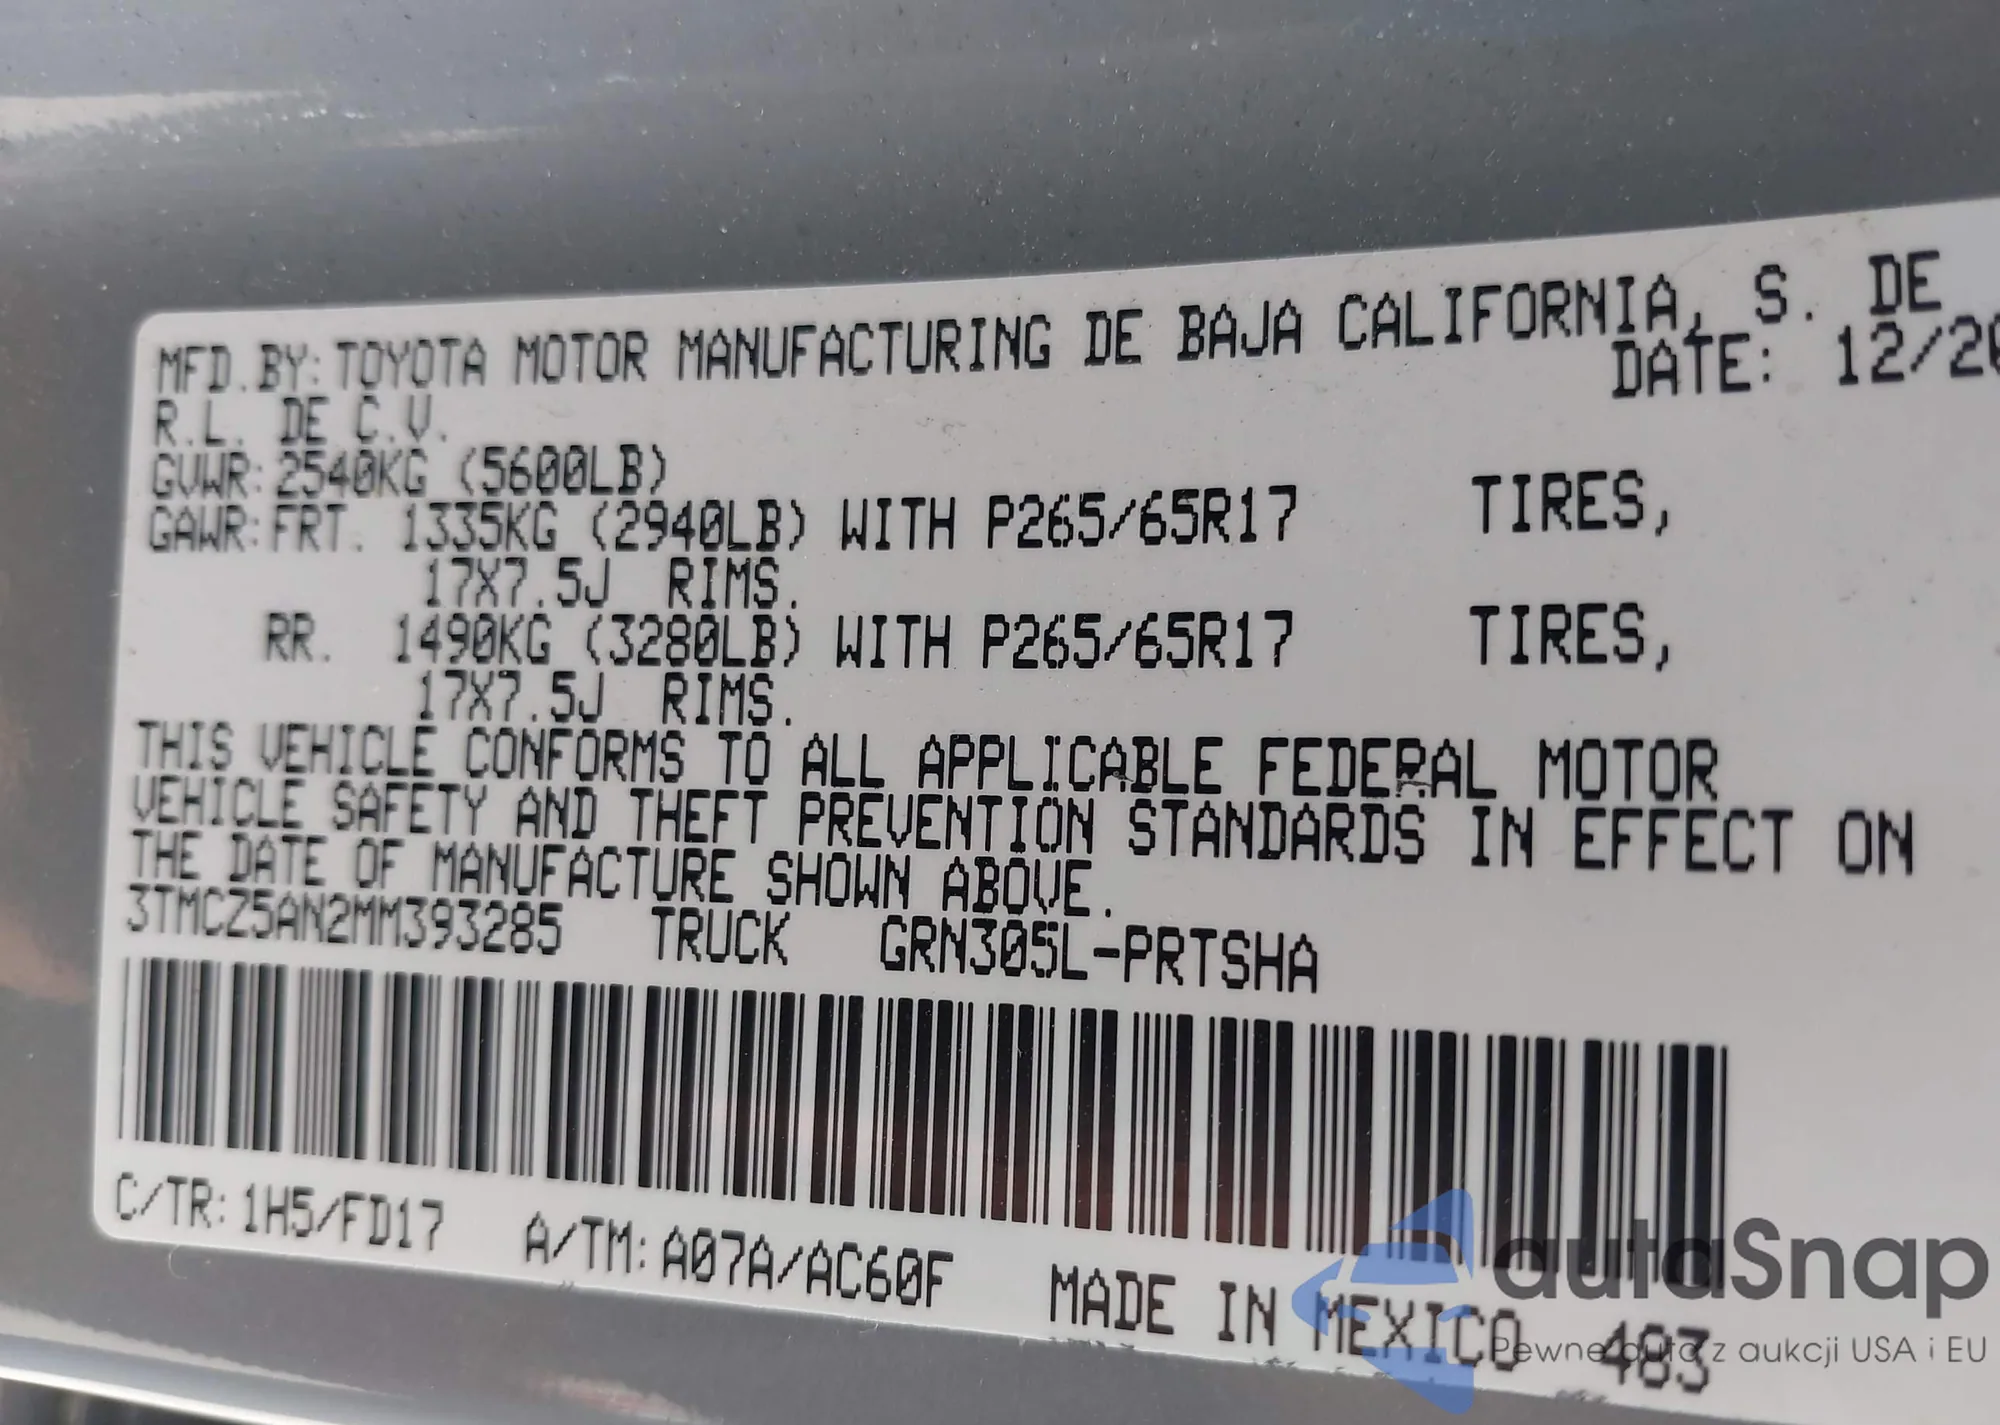 MFD.BY:TOYOTA MOTOR MANUFACTURING DE BAJA CALIFORNIA, S. DE
R.L. DE C.V. DATE: 12/20
GVWR:2540KG (5600LB)
GAWR:FRT. 1335KG (2940LB) WITH P265/65R17 TIRES,
17X7.5J RIMS.
RR. 1490KG (3280LB) WITH P265/65R17 TIRES,
17X7.5J RIMS.
THIS VEHICLE CONFORMS TO ALL APPLICABLE FEDERAL MOTOR
VEHICLE SAFETY AND THEFT PREVENTION STANDARDS IN EFFECT ON
THE DATE OF MANUFACTURE SHOWN ABOVE.
3TMCZ5AN2MM393285 TRUCK GRN305L-PRTSHA
C/TR:1H5/FD17 A/TM:A07A/AC60F
MADE IN MEXICO 483
autaSnap
Pewne auta z aukcji USA i EU